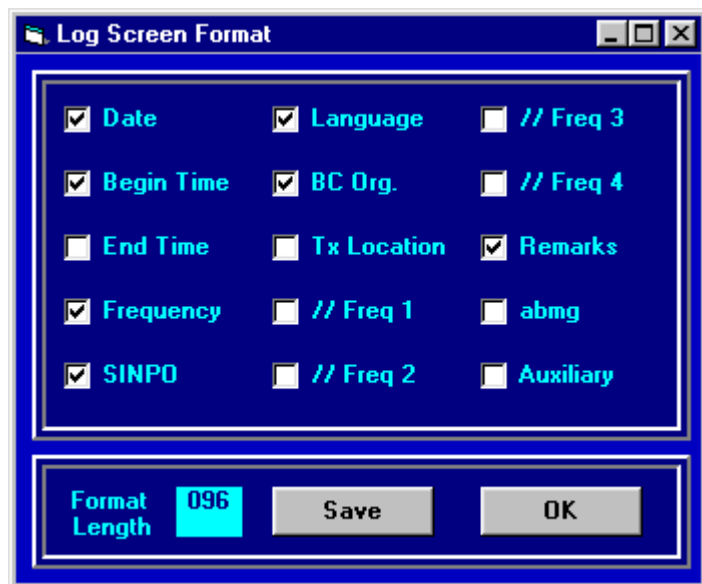 Log Screen Format
Date
Language
// Freq 3
Begin Time
BC Org.
// Freq 4
End Time
Tx Location
Remarks
Frequency
// Freq 1
abmg
SINPO
// Freq 2
Auxiliary
Format
Length
096
Save
OK